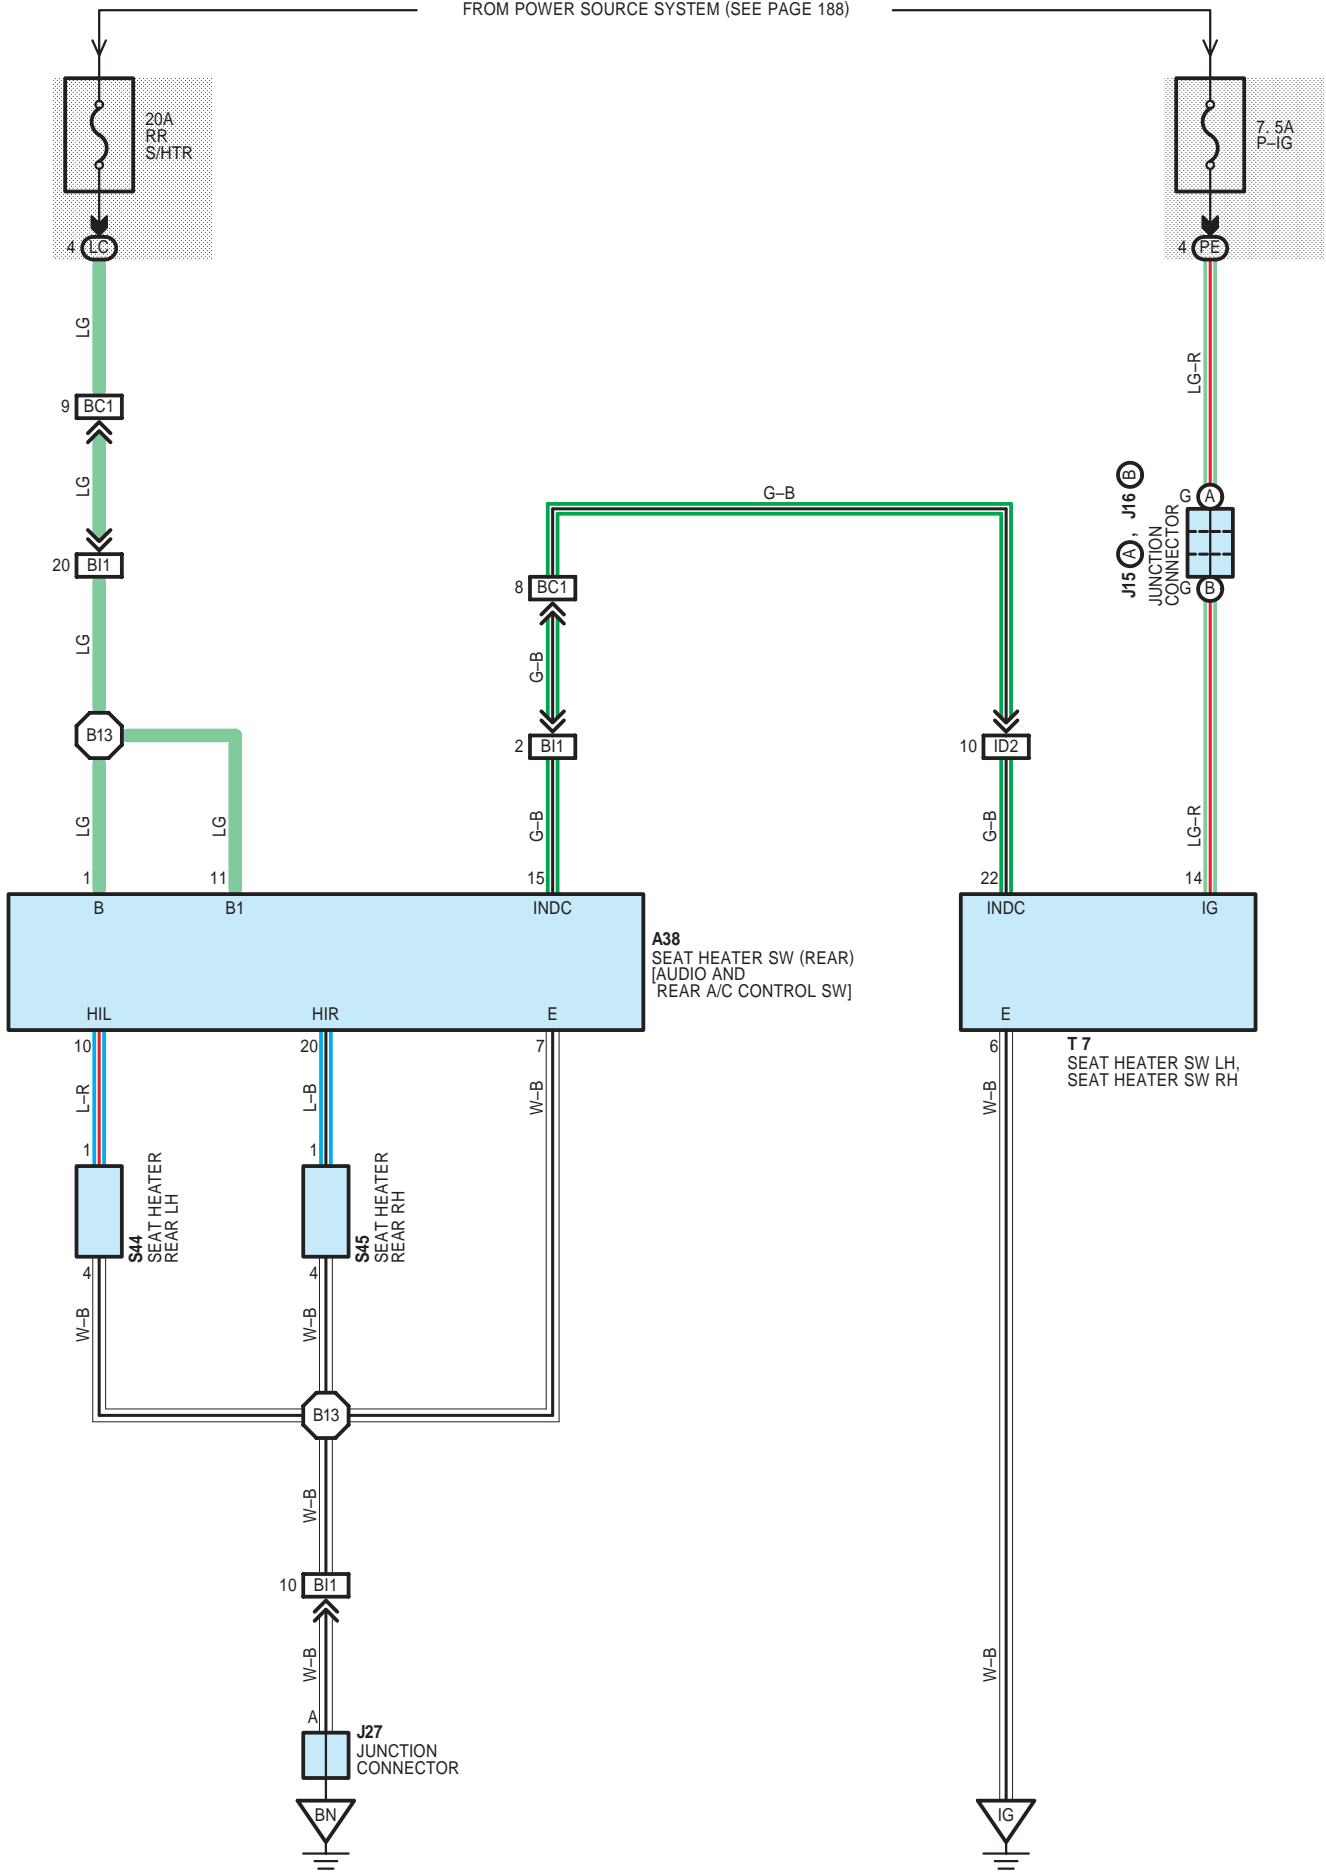 FROM POWER SOURCE SYSTEM (SEE PAGE 188)
20A
RR
S/HTR
7. 5A
P–IG
4 LC
4 PE
LG
LG–R
9 BC1
LG
20 BI1
G–B
J15 A , J16 B
JUNCTION
CONNECTOR
G A
G B
8 BC1
G–B
2 BI1
10 ID2
LG
B13
LG
LG
G–B
G–B
LG–R
1
11
15
22
14
B
B1
INDC
INDC
IG
A38
SEAT HEATER SW (REAR)
[AUDIO AND
REAR A/C CONTROL SW]
HIL
HIR
E
E
10
20
7
6
T 7
SEAT HEATER SW LH,
SEAT HEATER SW RH
L–R
L–B
W–B
W–B
1
1
S44
SEAT HEATER
REAR LH
S45
SEAT HEATER
REAR RH
4
4
W–B
W–B
B13
W–B
10 BI1
W–B
W–B
A
J27
JUNCTION
CONNECTOR
BN
IG